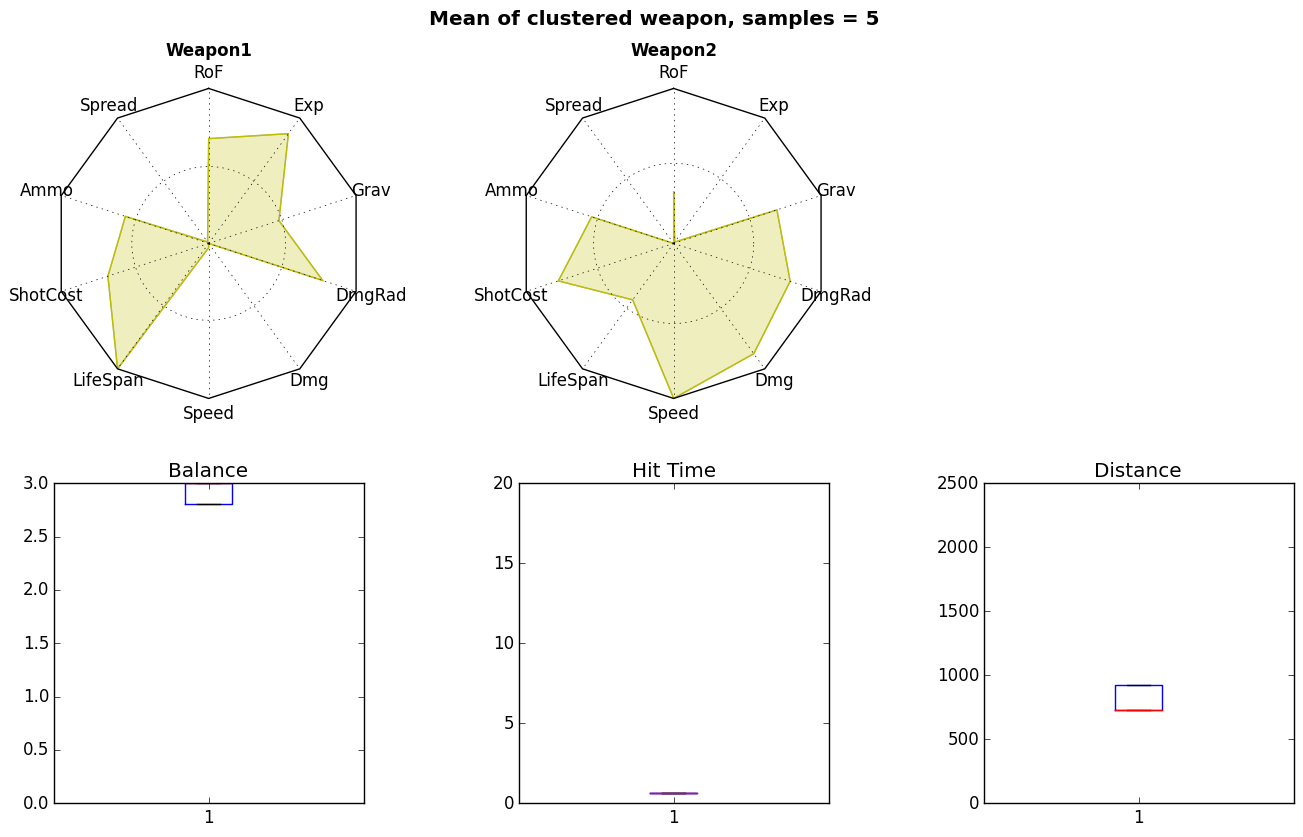 Mean of clustered weapon, samples = 5
Weapon1
RoF
Exp
Grav
DmgRad
Dmg
Speed
LifeSpan
ShotCost
Ammo
Spread
Weapon2
RoF
Exp
Grav
DmgRad
Dmg
Speed
LifeSpan
ShotCost
Ammo
Spread
Balance
3.0
2.5
2.0
1.5
1.0
0.5
0.0
1
Hit Time
20
15
10
5
0
1
Distance
2500
2000
1500
1000
500
0
1